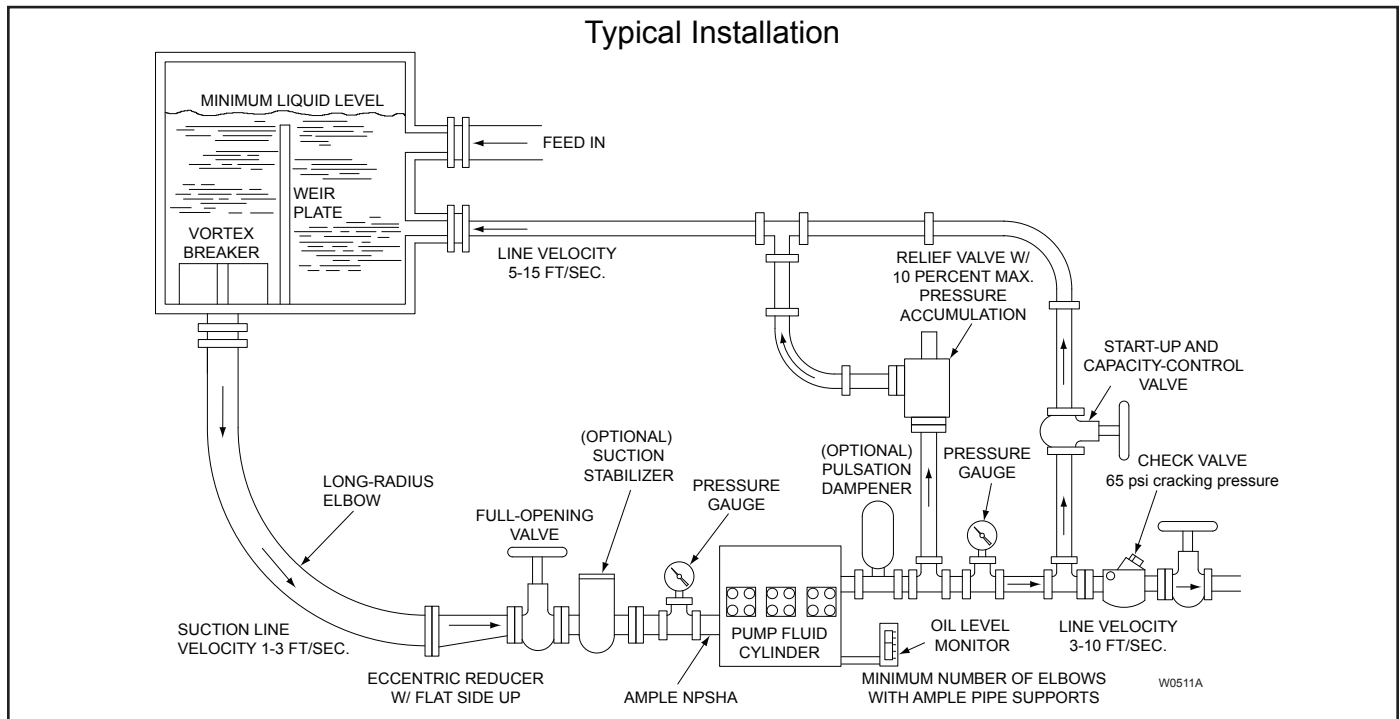 Typical Installation
MINIMUM LIQUID LEVEL
FEED IN
WEIR
PLATE
VORTEX
BREAKER
LINE VELOCITY
5-15 FT/SEC.
RELIEF VALVE W/
10 PERCENT MAX.
PRESSURE
ACCUMULATION
START-UP AND
CAPACITY-CONTROL
VALVE
(OPTIONAL)
SUCTION
STABILIZER
(OPTIONAL)
PULSATION
DAMPENER
PRESSURE
GAUGE
CHECK VALVE
65 psi cracking pressure
LONG-RADIUS
ELBOW
FULL-OPENING
VALVE
PRESSURE
GAUGE
SUCTION LINE
VELOCITY 1-3 FT/SEC.
PUMP FLUID
CYLINDER
OIL LEVEL
MONITOR
LINE VELOCITY
3-10 FT/SEC.
ECCENTRIC REDUCER
W/ FLAT SIDE UP
AMPLE NPSHA
MINIMUM NUMBER OF ELBOWS
WITH AMPLE PIPE SUPPORTS
W0511A